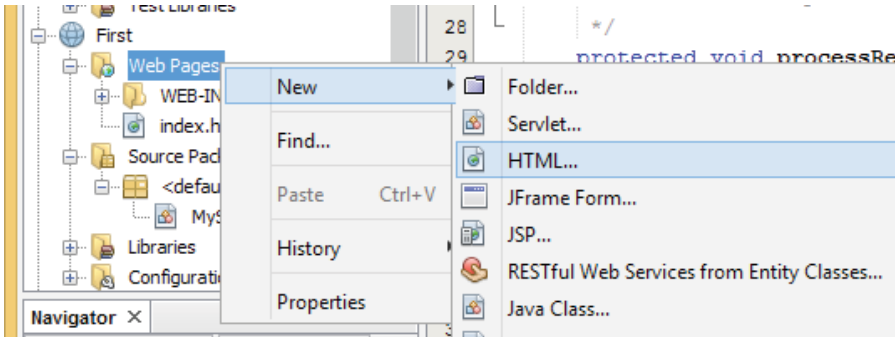 Test Libraries
First
Web Pages
WEB-IN
index.h
Source Pac
<defau
MyS
Libraries
Configurati
Navigator ×
New
Find...
Paste Ctrl+V
History
Properties
28 */
29 protected void processRe
Folder...
Servlet...
HTML...
JFrame Form...
JSP...
RESTful Web Services from Entity Classes...
Java Class...